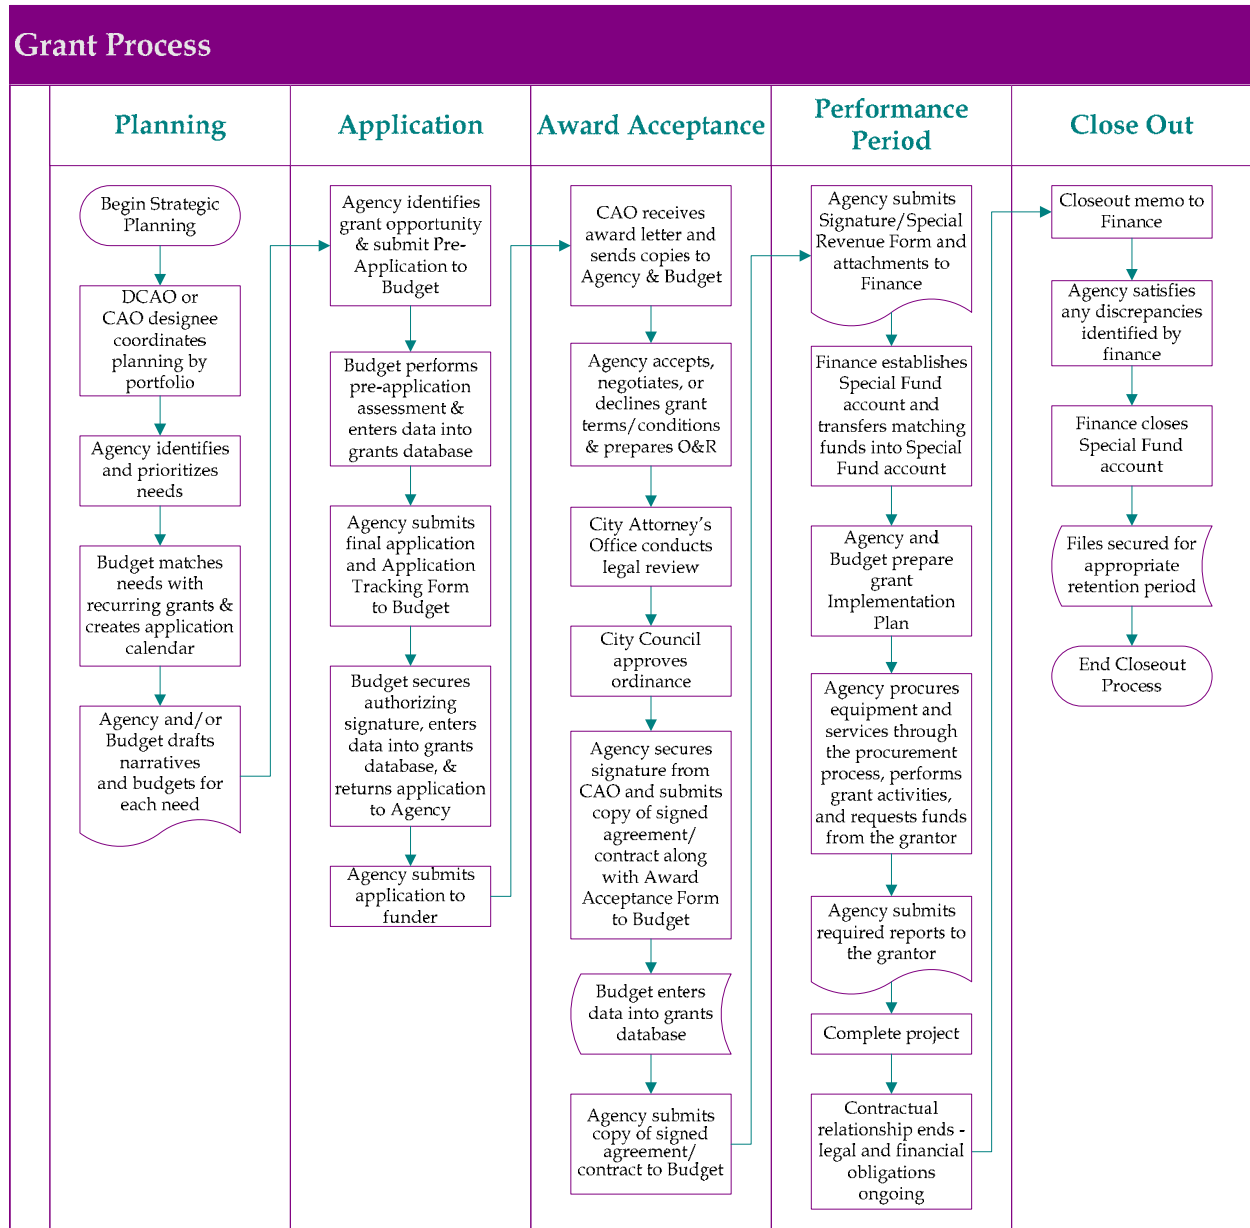 Grant Process
Planning
Application
Award Acceptance
Performance
Period
Close Out
Begin Strategic
Planning
DCAO or
CAO designee
coordinates
planning by
portfolio
Agency identifies
and prioritizes
needs
Budget matches
needs with
recurring grants &
creates application
calendar
Agency and/or
Budget drafts
narratives
and budgets for
each need
Agency identifies
grant opportunity
& submit Pre-
Application to
Budget
Budget performs
pre-application
assessment &
enters data into
grants database
Agency submits
final application
and Application
Tracking Form
to Budget
Budget secures
authorizing
signature, enters
data into grants
database, &
returns application
to Agency
Agency submits
application to
funder
CAO receives
award letter and
sends copies to
Agency & Budget
Agency accepts,
negotiates, or
declines grant
terms/conditions
& prepares O&R
City Attorney's
Office conducts
legal review
City Council
approves
ordinance
Agency secures
signature from
CAO and submits
copy of signed
agreement/
contract along
with Award
Acceptance Form
to Budget
Budget enters
data into grants
database
Agency submits
copy of signed
agreement/
contract to Budget
Agency submits
Signature/Special
Revenue Form and
attachments to
Finance
Finance establishes
Special Fund
account and
transfers matching
funds into Special
Fund account
Agency and
Budget prepare
grant
Implementation
Plan
Agency procures
equipment and
services through
the procurement
process, performs
grant activities,
and requests funds
from the grantor
Agency submits
required reports to
the grantor
Complete project
Contractual
relationship ends -
legal and financial
obligations
ongoing
Closeout memo to
Finance
Agency satisfies
any discrepancies
identified by
finance
Finance closes
Special Fund
account
Files secured for
appropriate
retention period
End Closeout
Process